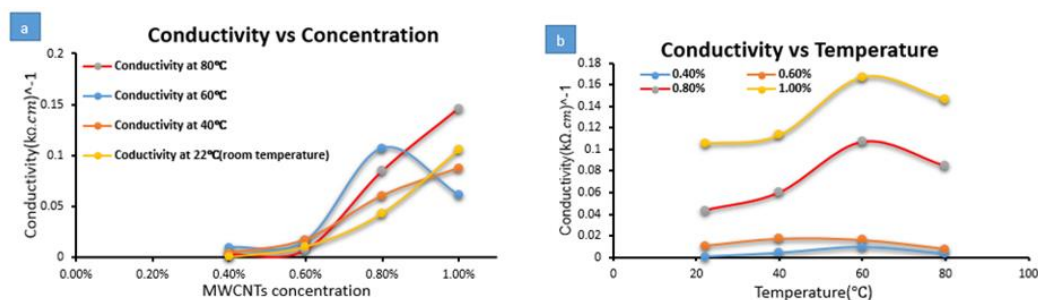 a
Conductivity vs Concentration
0.2
0.15
0.1
0.05
0
Conductivity(kΩ.cm)^-1
Conductivity at 80°C
Conductivity at 60°C
Conductivity at 40°C
Coductivity at 22°C(room temperature)
0.00% 0.20% 0.40% 0.60% 0.80% 1.00%
MWCNTs concentration
b
Conductivity vs Temperature
0.18
0.16
0.14
0.12
0.1
0.08
0.06
0.04
0.02
0
Conductivity(kΩ.cm)^-1
0.40% 0.60%
0.80% 1.00%
0 20 40 60 80 100
Temperature(°C)